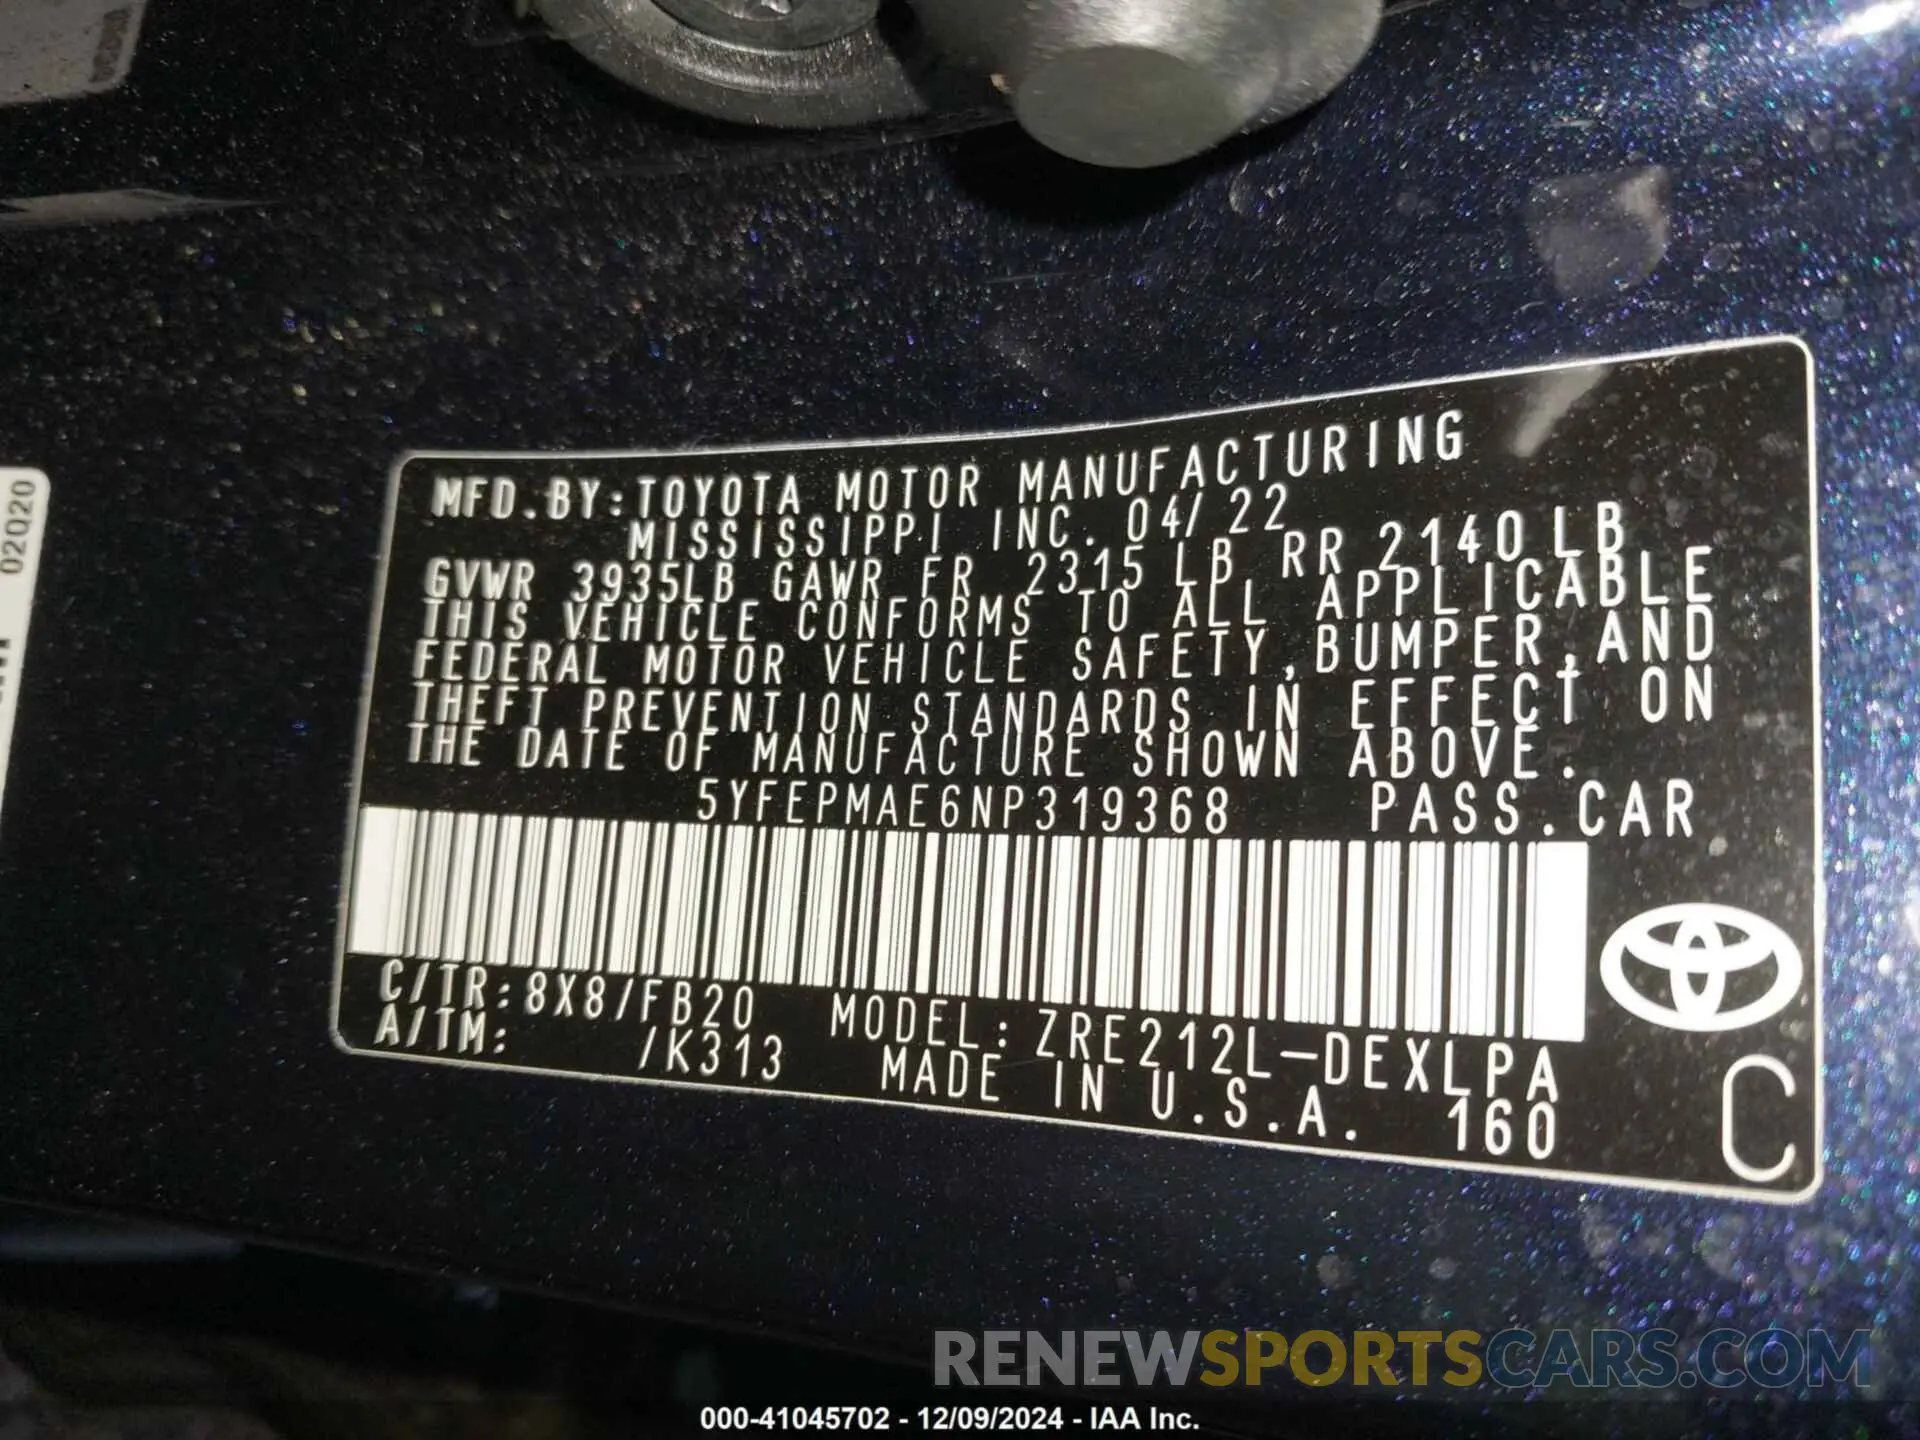 02Q20
MFD.BY:TOYOTA MOTOR MANUFACTURING
MISSISSIPPI INC. 04/22
GVWR 3935LB GAWR FR 2315 LB RR 2140LB
THIS VEHICLE CONFORMS TO ALL APPLICABLE
FEDERAL MOTOR VEHICLE SAFETY,BUMPER,AND
THEFT PREVENTION STANDARDS IN EFFECT ON
THE DATE OF MANUFACTURE SHOWN ABOVE.
5YFEPMAE6NP319368 PASS.CAR
C/TR:8X8/FB20 MODEL:ZRE212L-DEXLPA
A/TM: /K313 MADE IN U.S.A. 160
C
RENEWSPORTSCARS.COM
000-41045702 - 12/09/2024 - IAA Inc.